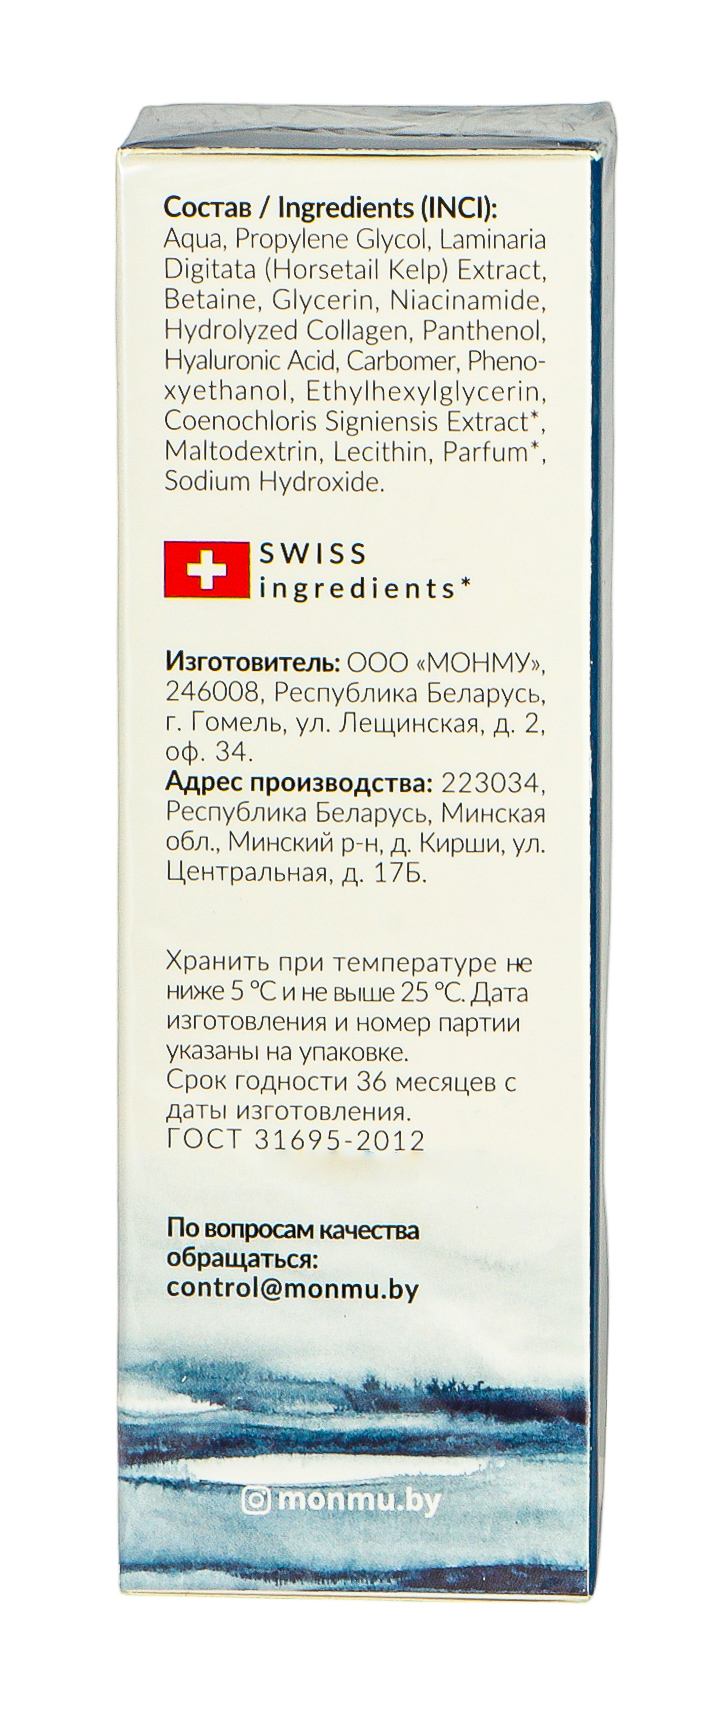 Состав / Ingredients (INCI):
Aqua, Propylene Glycol, Laminaria
Digitata (Horsetail Kelp) Extract,
Betaine, Glycerin, Niacinamide,
Hydrolyzed Collagen, Panthenol,
Hyaluronic Acid, Carbomer, Pheno-
xyethanol, Ethylhexylglycerin,
Coenochloris Signiensis Extract*,
Maltodextrin, Lecithin, Parfum*,
Sodium Hydroxide.
SWISS
ingredients*
Изготовитель: ООО «МОНМУ»,
246008, Республика Беларусь,
г. Гомель, ул. Лещинская, д. 2,
оф. 34.
Адрес производства: 223034,
Республика Беларусь, Минская
обл., Минский р-н, д. Кирши, ул.
Центральная, д. 17Б.
Хранить при температуре не
ниже 5 °С и не выше 25 °С. Дата
изготовления и номер партии
указаны на упаковке.
Срок годности 36 месяцев с
даты изготовления.
ГОСТ 31695-2012
По вопросам качества
обращаться:
control@monmu.by
monmu.by